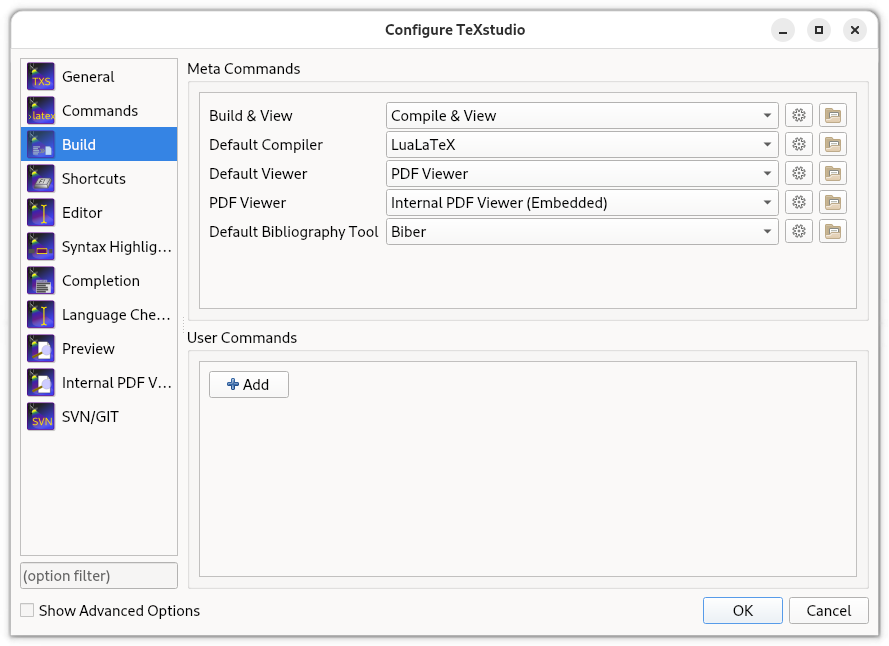 Configure TeXstudio
TXS General
latex Commands
Build
Shortcuts
Editor
Syntax Highlig...
Completion
Language Che...
Preview
Internal PDF V...
SVN SVN/GIT
(option filter)
Show Advanced Options
Meta Commands
Build & View Compile & View
Default Compiler LuaLaTeX
Default Viewer PDF Viewer
PDF Viewer Internal PDF Viewer (Embedded)
Default Bibliography Tool Biber
User Commands
Add
OK Cancel